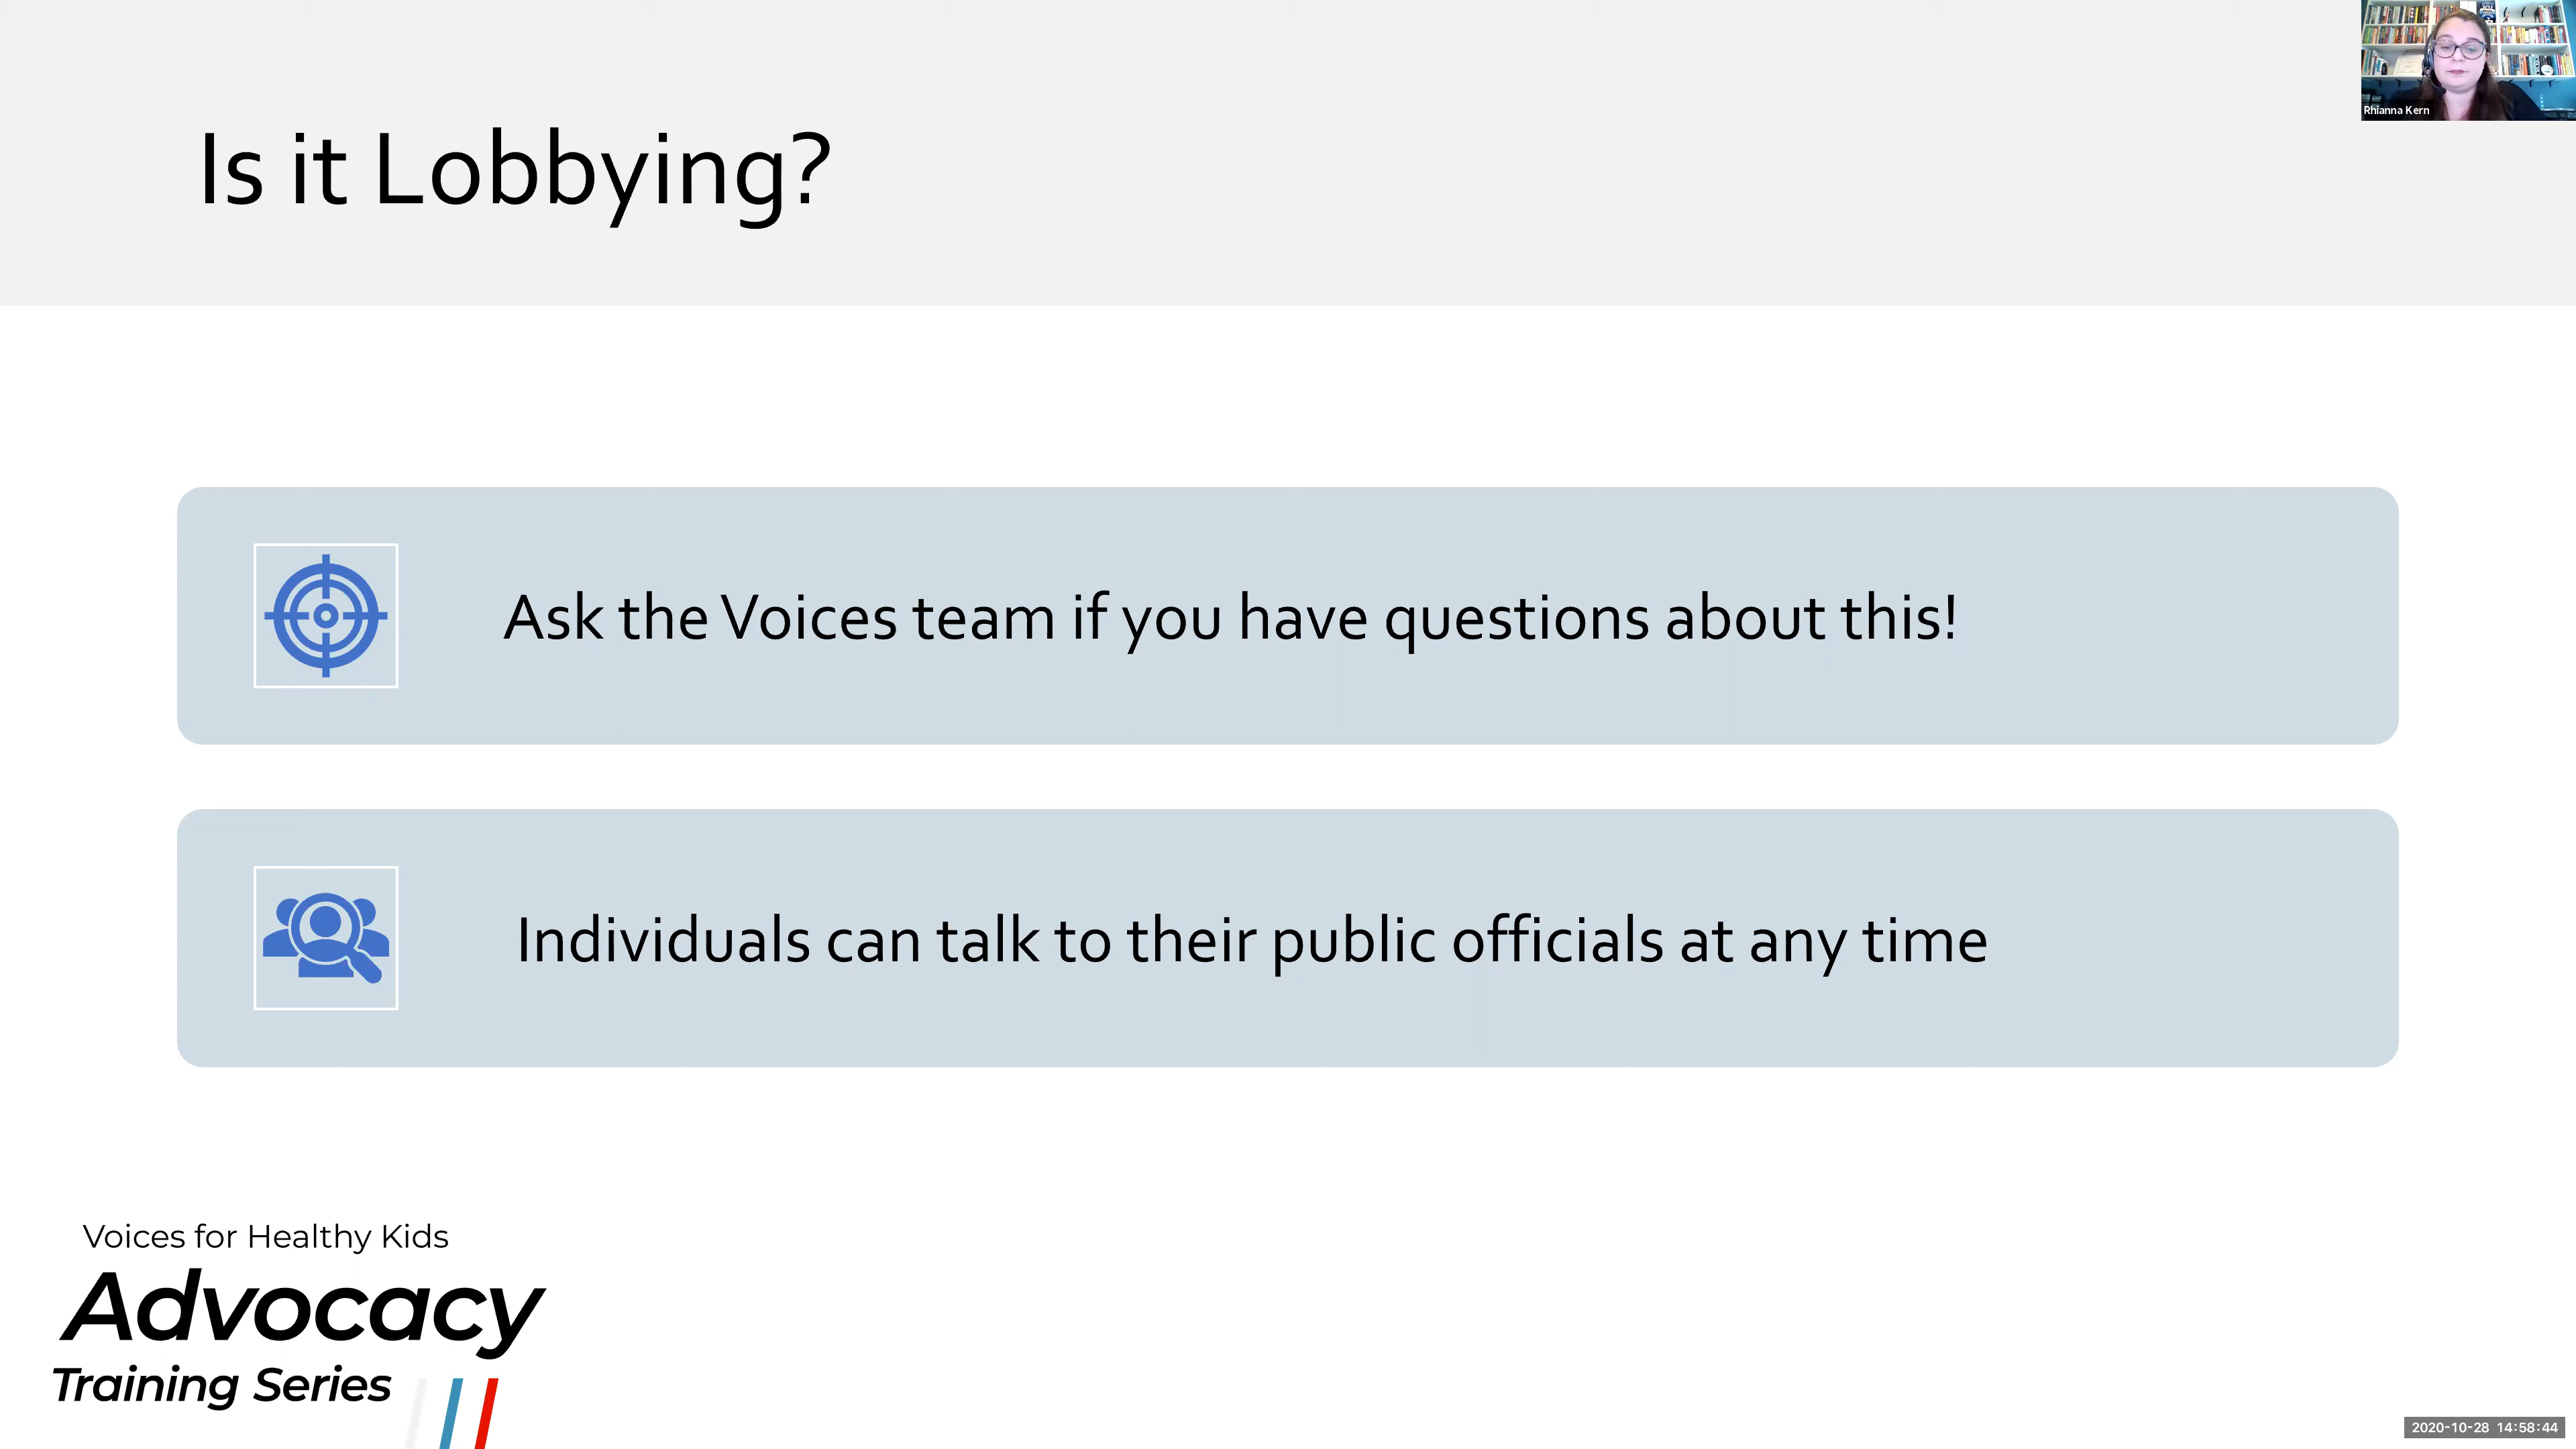 Rhianna Kern
Is it Lobbying?
Ask the Voices team if you have questions about this!
Individuals can talk to their public officials at any time
Voices for Healthy Kids
Advocacy
Training Series
2020-10-28 14:58:44